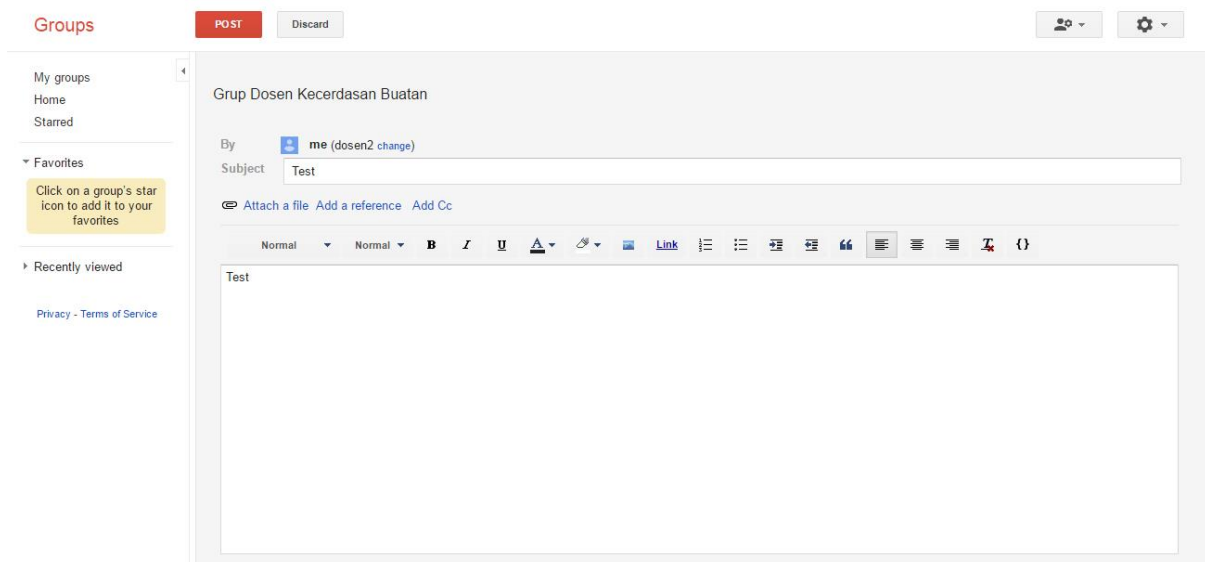 Groups
POST Discard
My groups
Home
Starred
Favorites
Click on a group's star
icon to add it to your
favorites
Recently viewed
Privacy - Terms of Service
Grup Dosen Kecerdasan Buatan
By me (dosen2 change)
Subject Test
Attach a file Add a reference Add Cc
Normal Normal B I U A Link {}
Test